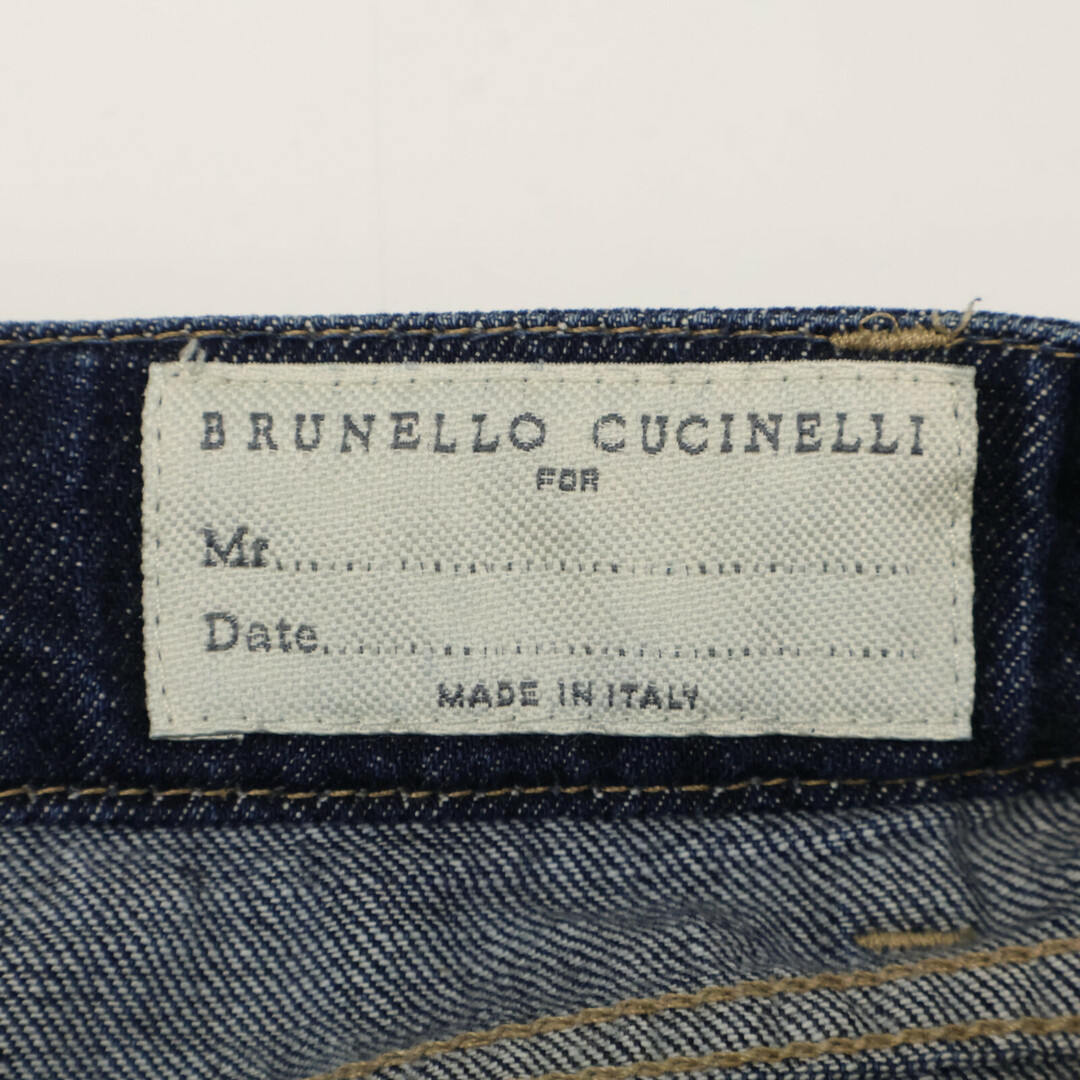 BRUNELLO CUCINELLI
FOR
Mr.............................................
Date..........................................
MADE IN ITALY